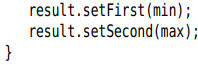 result.setFirst(min);
result.setSecond(max);
}